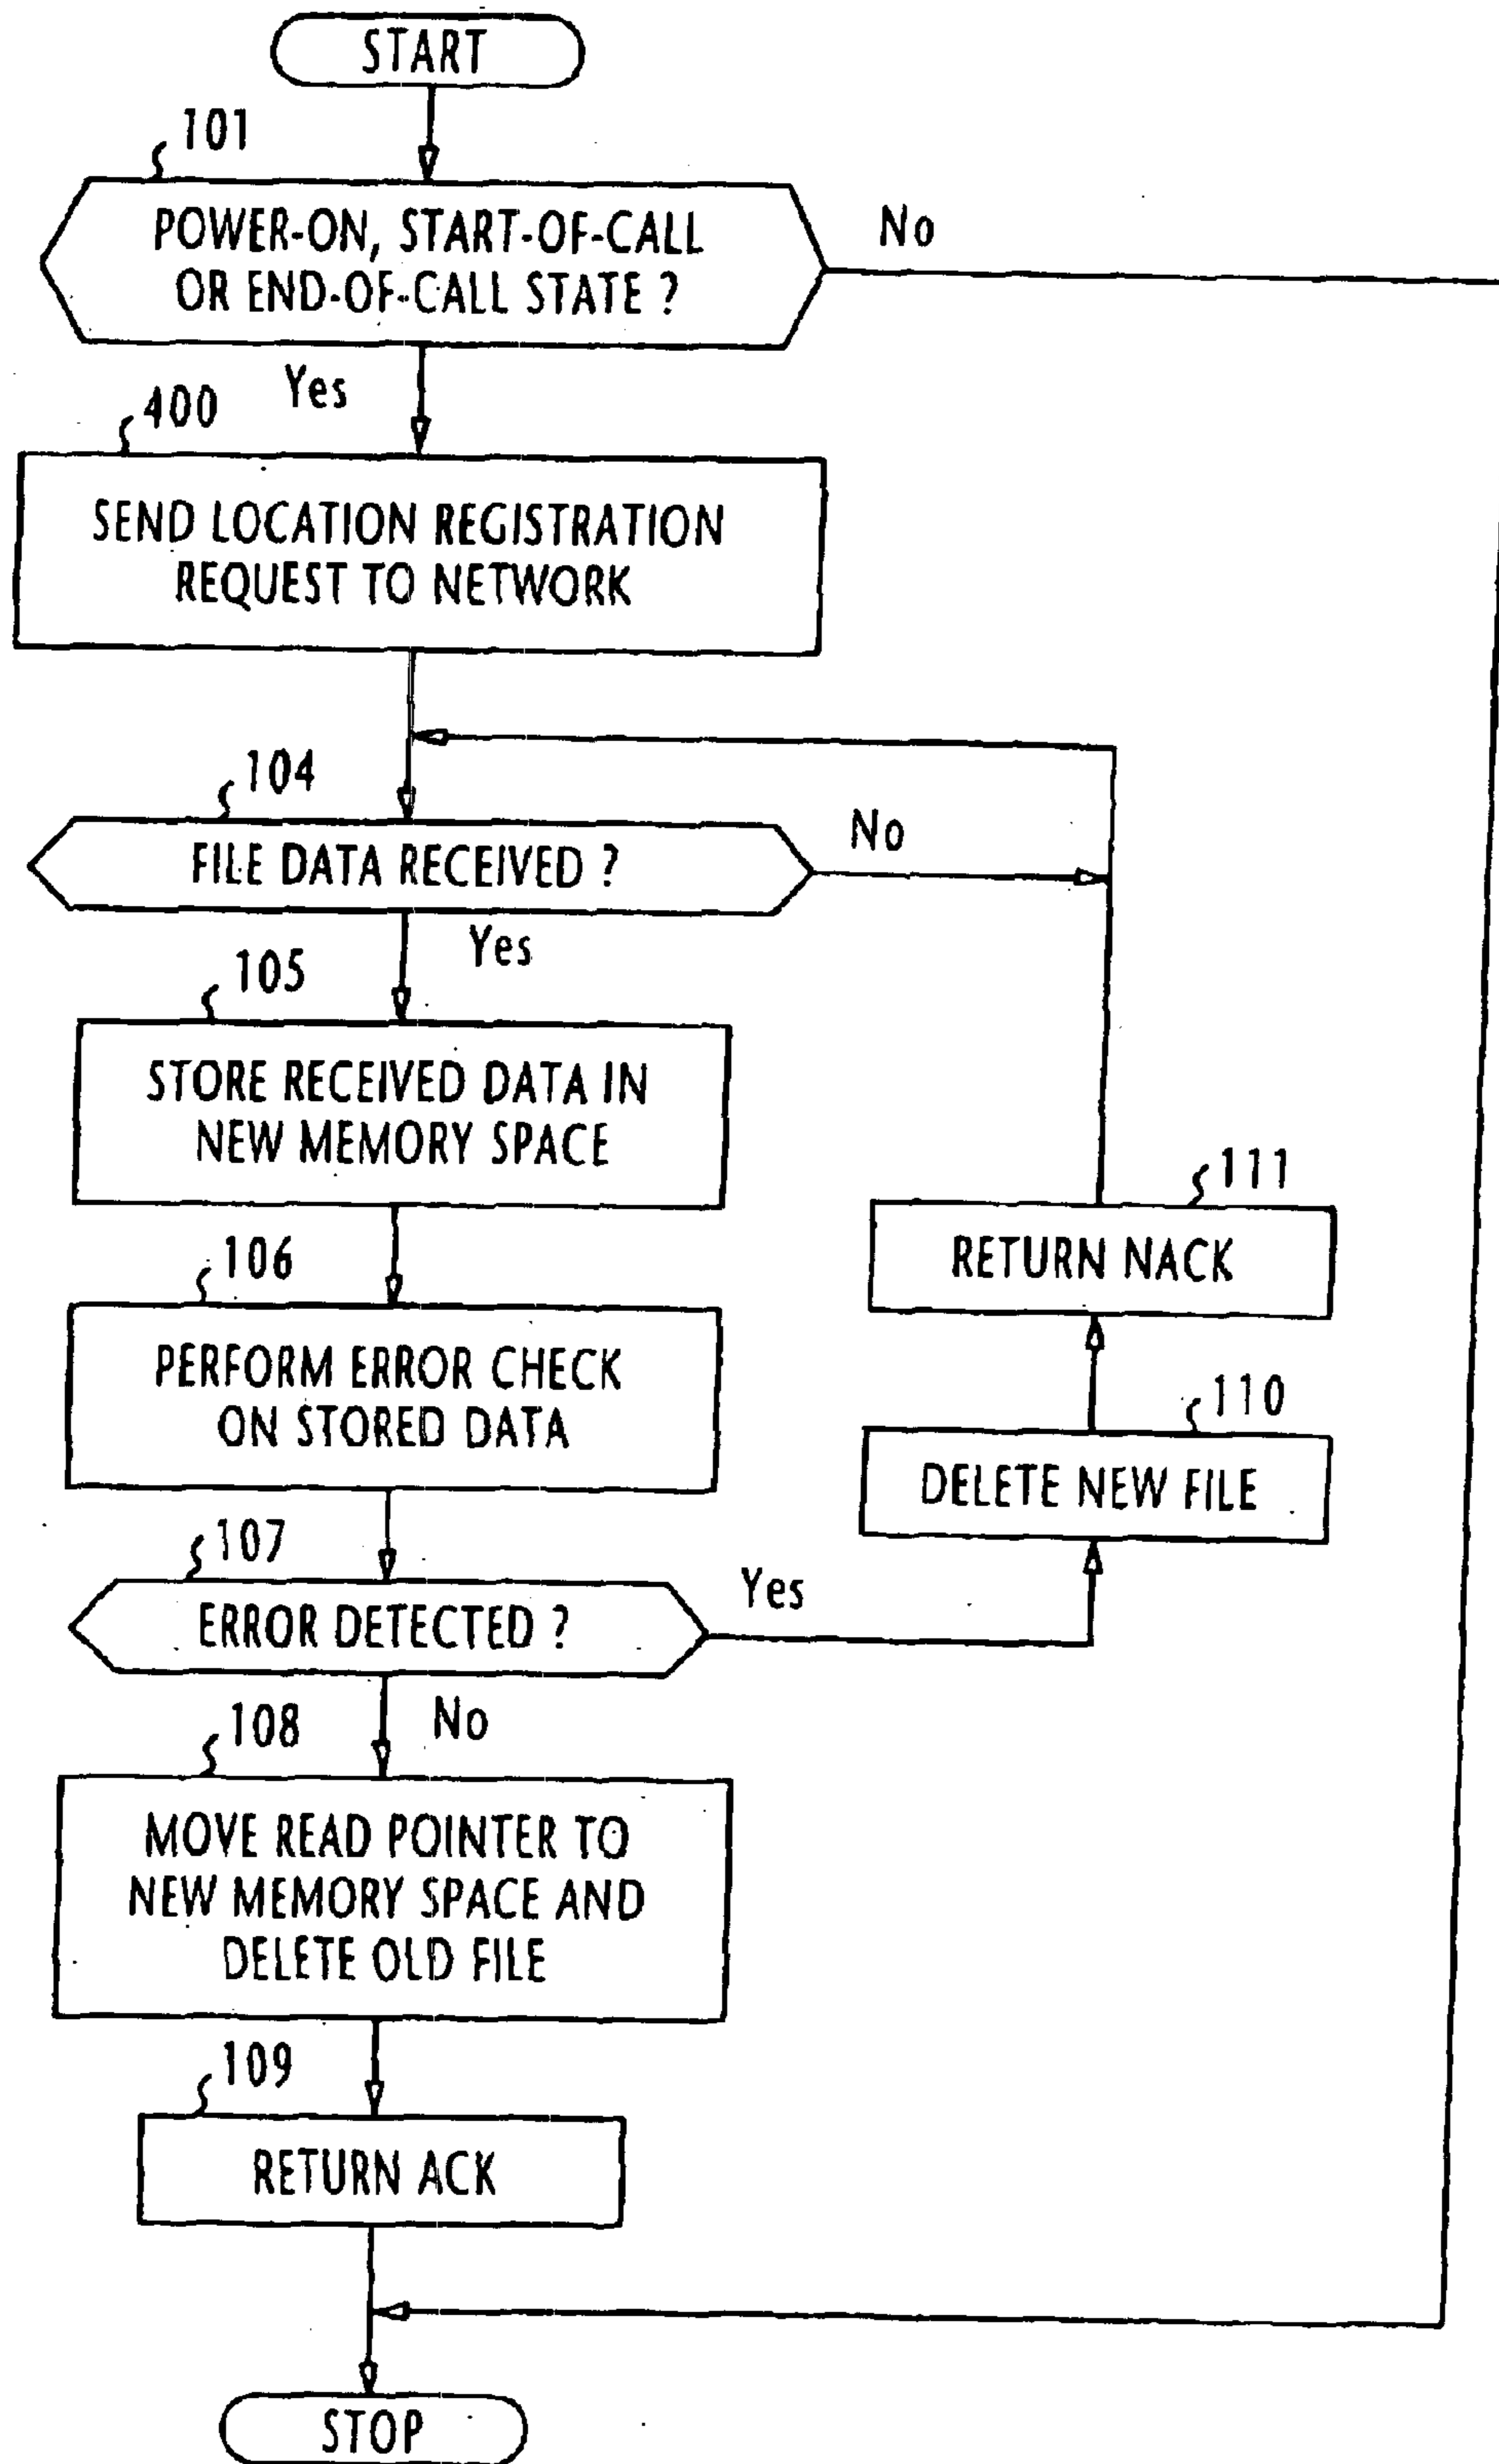 START
101
POWER-ON, START-OF-CALL
OR END-OF-CALL STATE ?
No
Yes
400
SEND LOCATION REGISTRATION
REQUEST TO NETWORK
104
FILE DATA RECEIVED ?
No
Yes
105
STORE RECEIVED DATA IN
NEW MEMORY SPACE
111
RETURN NACK
106
PERFORM ERROR CHECK
ON STORED DATA
110
DELETE NEW FILE
107
ERROR DETECTED ?
Yes
No
108
MOVE READ POINTER TO
NEW MEMORY SPACE AND
DELETE OLD FILE
109
RETURN ACK
STOP